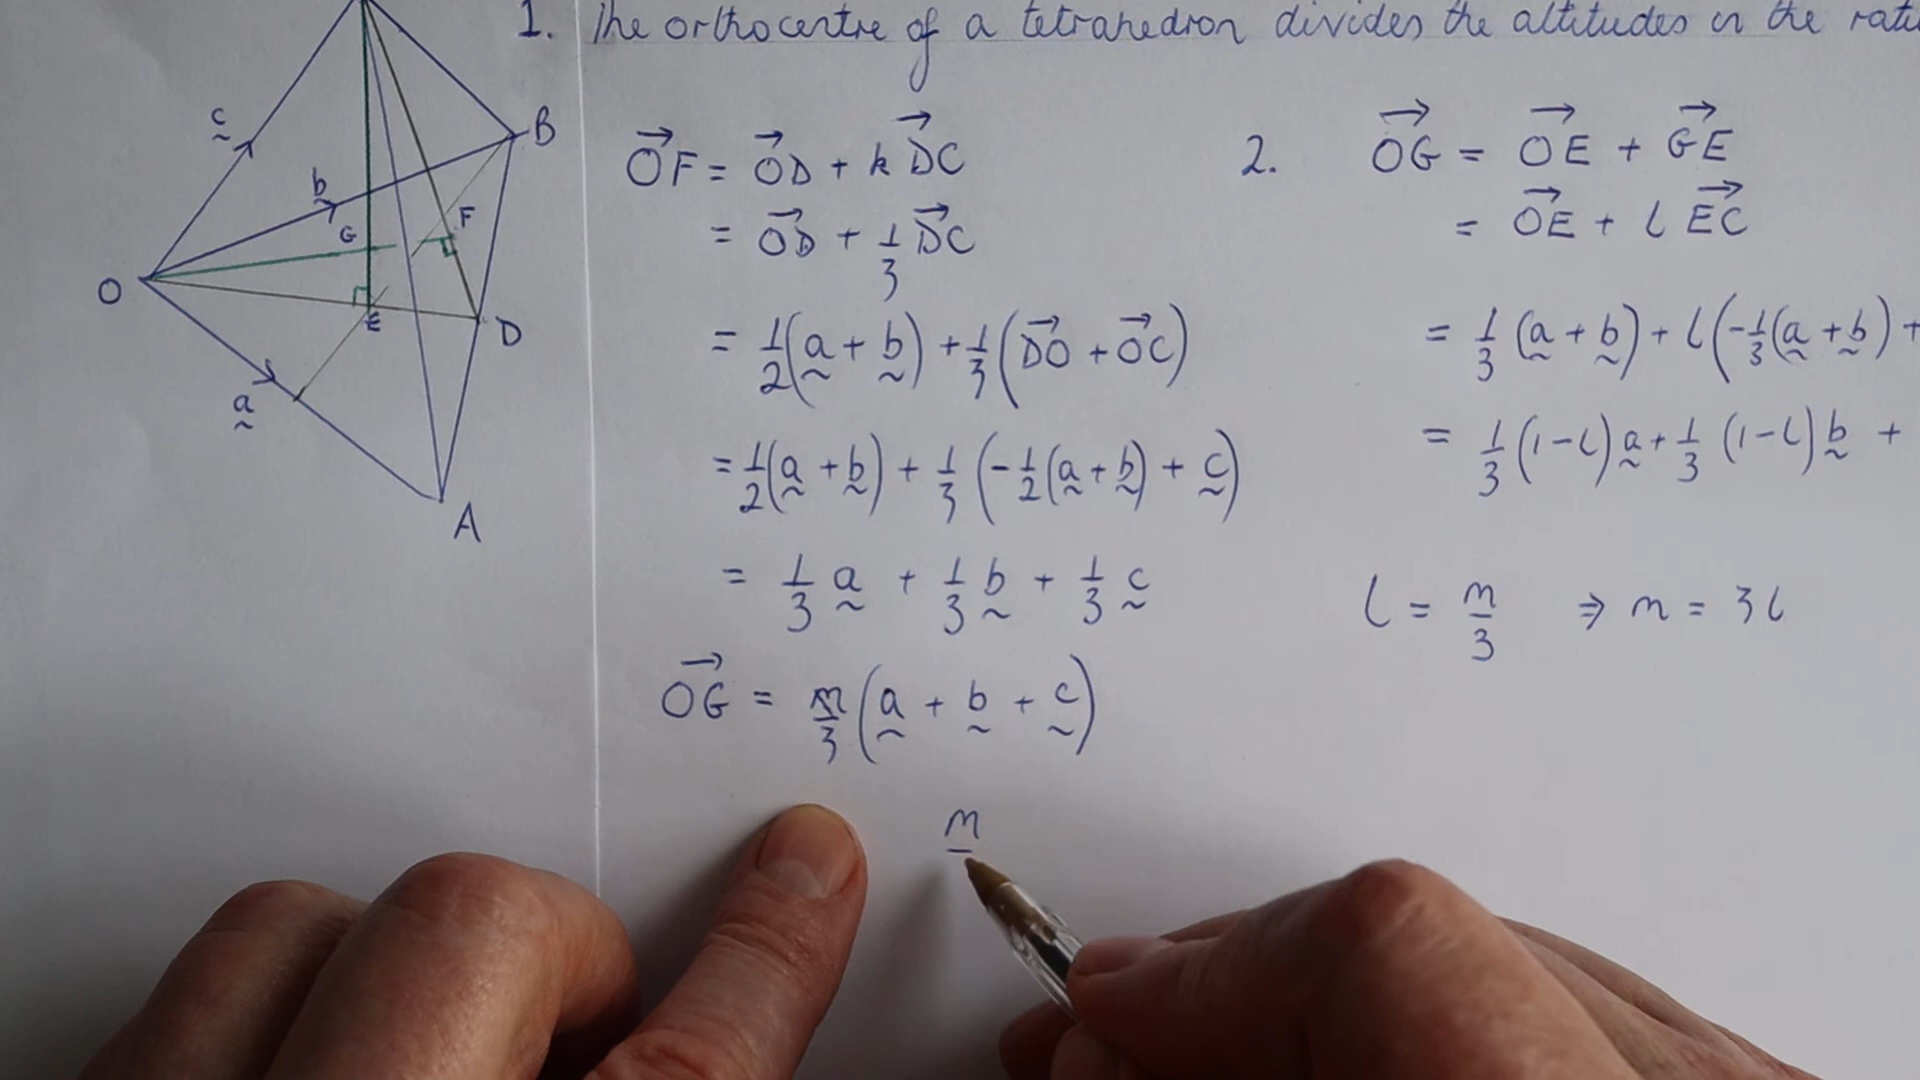 1. The orthocentre of a tetrahedron divides the altitudes in the
c
B
b
F
G
O
E
D
a
A
OF = OD + k DC
= OD + 1/3 DC
= 1/2 (a + b) + 1/3 (DO + OC)
= 1/2 (a + b) + 1/3 (-1/2 (a + b) + c)
= 1/3 a + 1/3 b + 1/3 c
OG = m/3 (a + b + c)
m
2. OG = OE + GE
= OE + l EC
= 1/3 (a + b) + l (-1/3 (a + b) +
= 1/3 (1 - l) a + 1/3 (1 - l) b +
l = m/3 ⇒ m = 3l